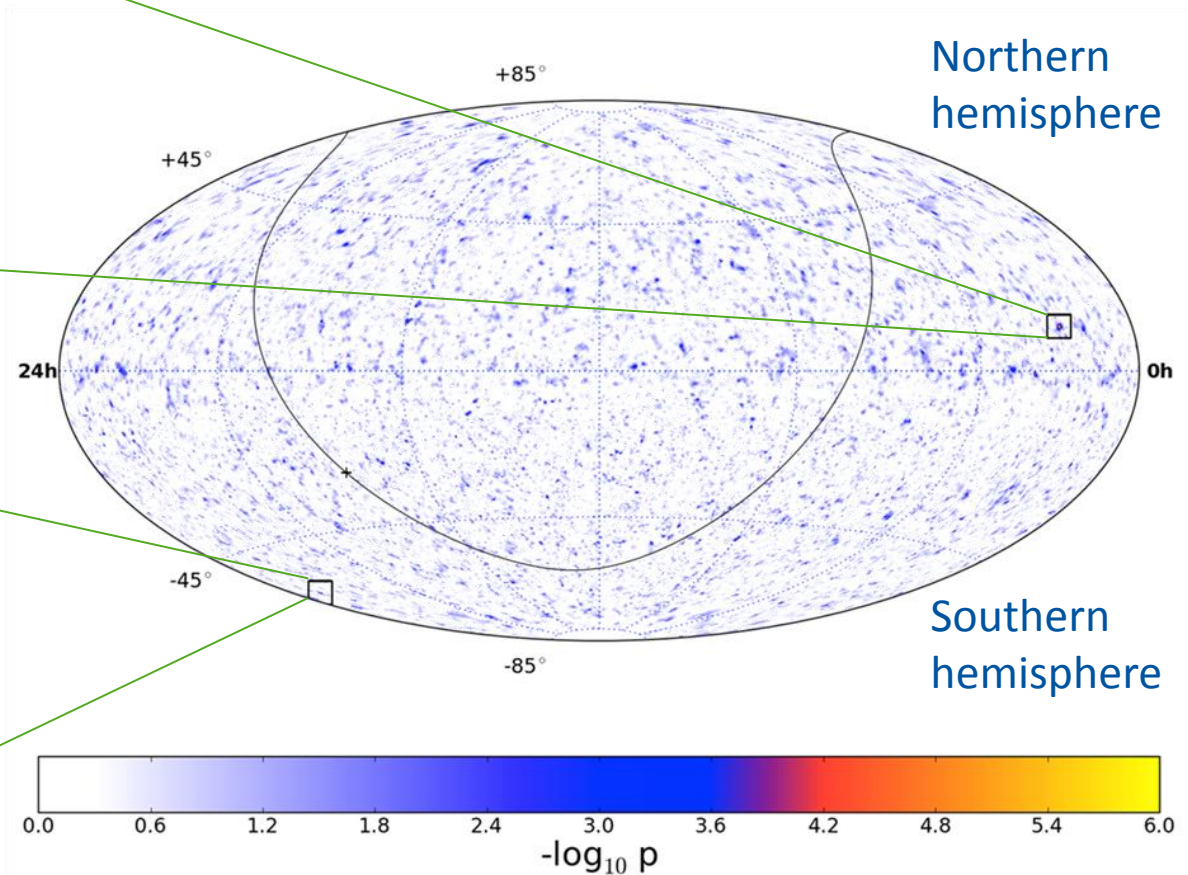 Northern
hemisphere
+85°
+45°
24h
0h
-45°
Southern
hemisphere
-85°
0.0 0.6 1.2 1.8 2.4 3.0 3.6 4.2 4.8 5.4 6.0
-log₁₀ p